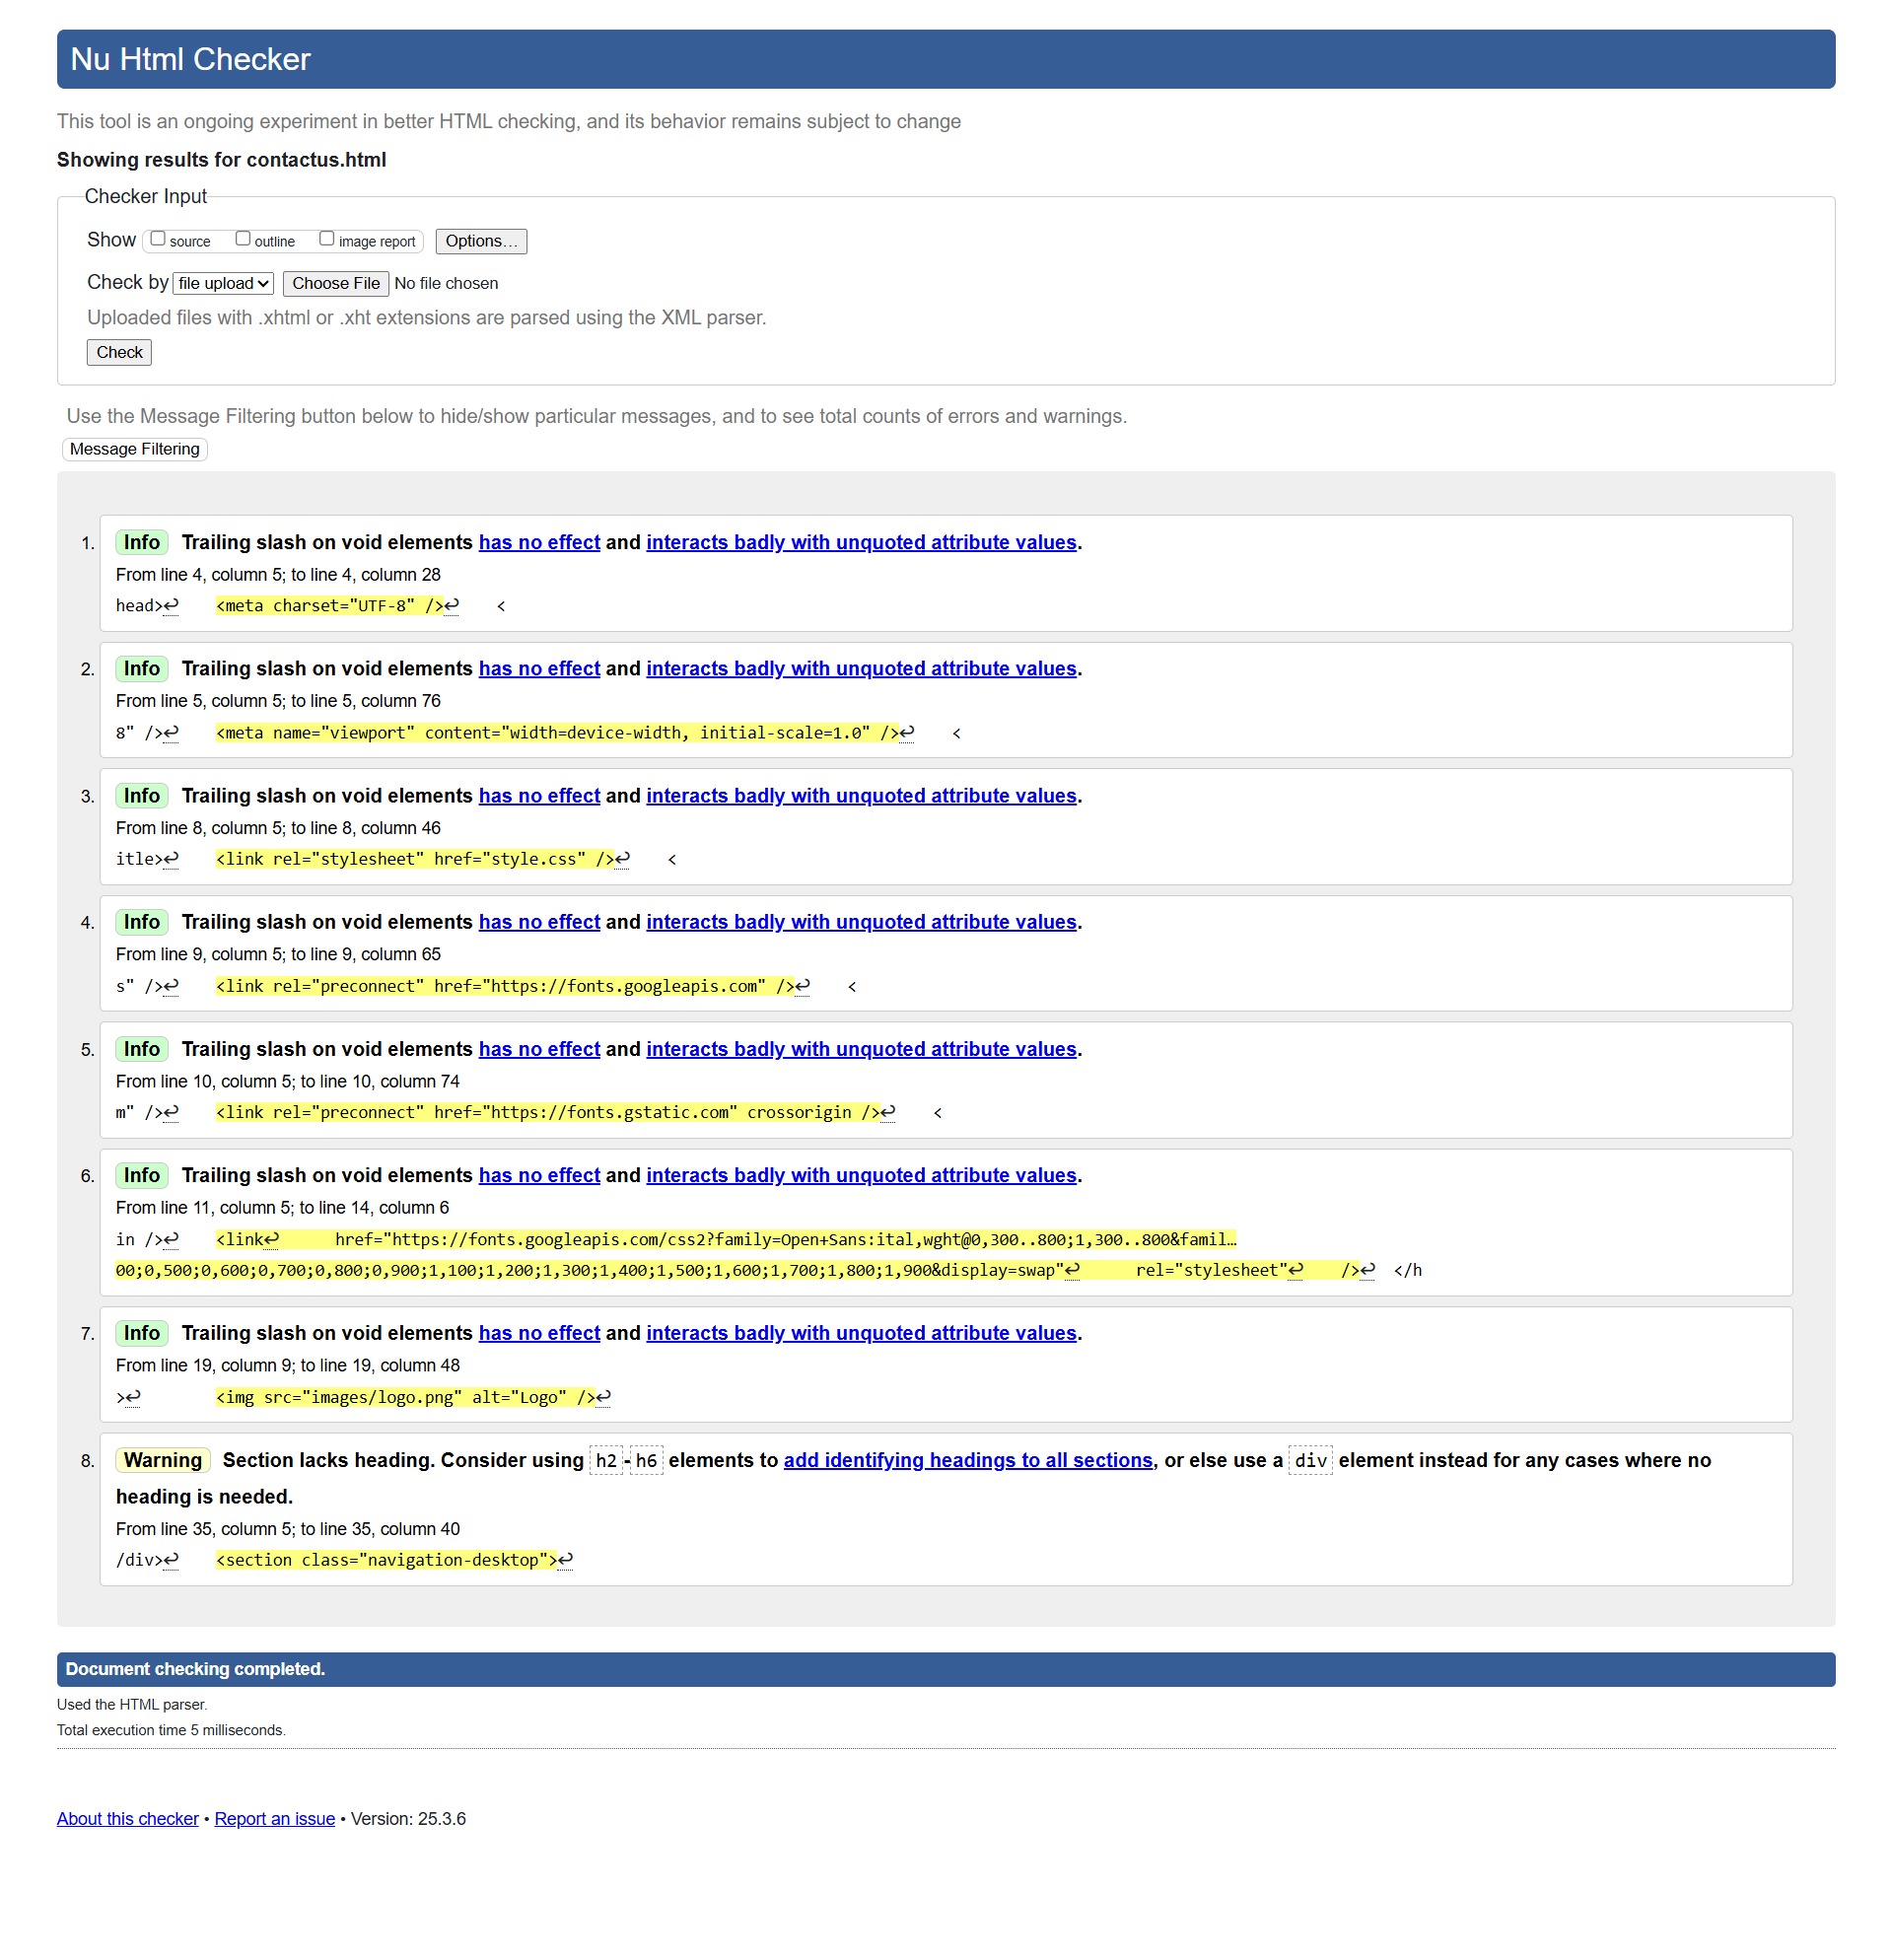 Nu Html Checker
This tool is an ongoing experiment in better HTML checking, and its behavior remains subject to change
Showing results for contactus.html
Checker Input
Show source outline image report Options…
Check by file upload Choose File No file chosen
Uploaded files with .xhtml or .xht extensions are parsed using the XML parser.
Check
Use the Message Filtering button below to hide/show particular messages, and to see total counts of errors and warnings.
Message Filtering
1. Info Trailing slash on void elements has no effect and interacts badly with unquoted attribute values.
From line 4, column 5; to line 4, column 28
head>↩ <meta charset="UTF-8" />↩ <
2. Info Trailing slash on void elements has no effect and interacts badly with unquoted attribute values.
From line 5, column 5; to line 5, column 76
8" />↩ <meta name="viewport" content="width=device-width, initial-scale=1.0" />↩ <
3. Info Trailing slash on void elements has no effect and interacts badly with unquoted attribute values.
From line 8, column 5; to line 8, column 46
itle>↩ <link rel="stylesheet" href="style.css" />↩ <
4. Info Trailing slash on void elements has no effect and interacts badly with unquoted attribute values.
From line 9, column 5; to line 9, column 65
s" />↩ <link rel="preconnect" href="https://fonts.googleapis.com" />↩ <
5. Info Trailing slash on void elements has no effect and interacts badly with unquoted attribute values.
From line 10, column 5; to line 10, column 74
m" />↩ <link rel="preconnect" href="https://fonts.gstatic.com" crossorigin />↩ <
6. Info Trailing slash on void elements has no effect and interacts badly with unquoted attribute values.
From line 11, column 5; to line 14, column 6
in />↩ <link↩ href="https://fonts.googleapis.com/css2?family=Open+Sans:ital,wght@0,300..800;1,300..800&famil…
00;0,500;0,600;0,700;0,800;0,900;1,100;1,200;1,300;1,400;1,500;1,600;1,700;1,800;1,900&display=swap"↩ rel="stylesheet"↩ />↩ </h
7. Info Trailing slash on void elements has no effect and interacts badly with unquoted attribute values.
From line 19, column 9; to line 19, column 48
>↩ <img src="images/logo.png" alt="Logo" />↩
8. Warning Section lacks heading. Consider using h2-h6 elements to add identifying headings to all sections, or else use a div element instead for any cases where no
heading is needed.
From line 35, column 5; to line 35, column 40
/div>↩ <section class="navigation-desktop">↩
Document checking completed.
Used the HTML parser.
Total execution time 5 milliseconds.
About this checker • Report an issue • Version: 25.3.6